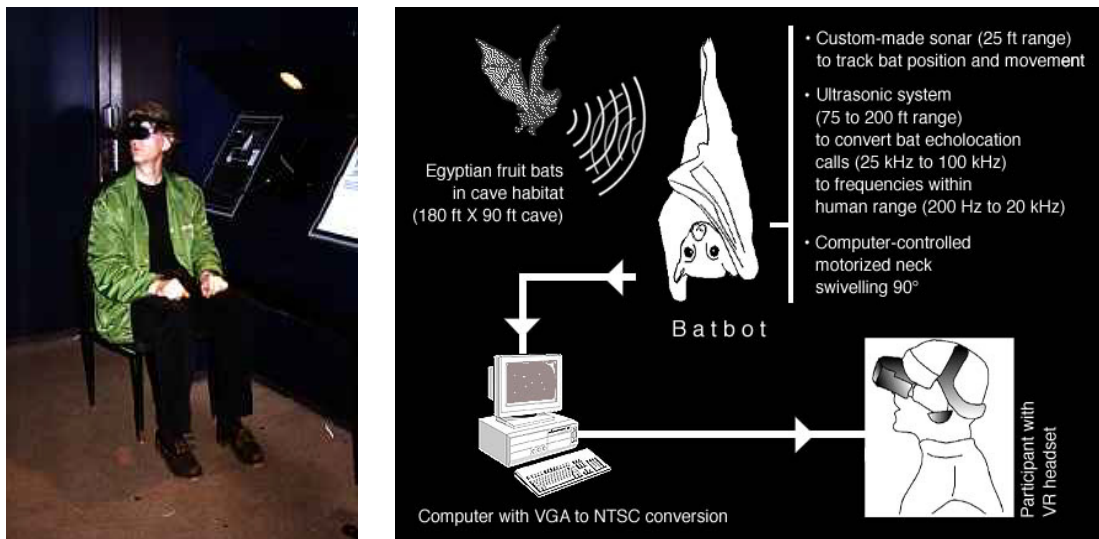 Egyptian fruit bats
in cave habitat
(180 ft X 90 ft cave)
• Custom-made sonar (25 ft range)
to track bat position and movement
• Ultrasonic system
(75 to 200 ft range)
to convert bat echolocation
calls (25 kHz to 100 kHz)
to frequencies within
human range (200 Hz to 20 kHz)
• Computer-controlled
motorized neck
swivelling 90°
Batbot
Computer with VGA to NTSC conversion
Participant with
VR headset